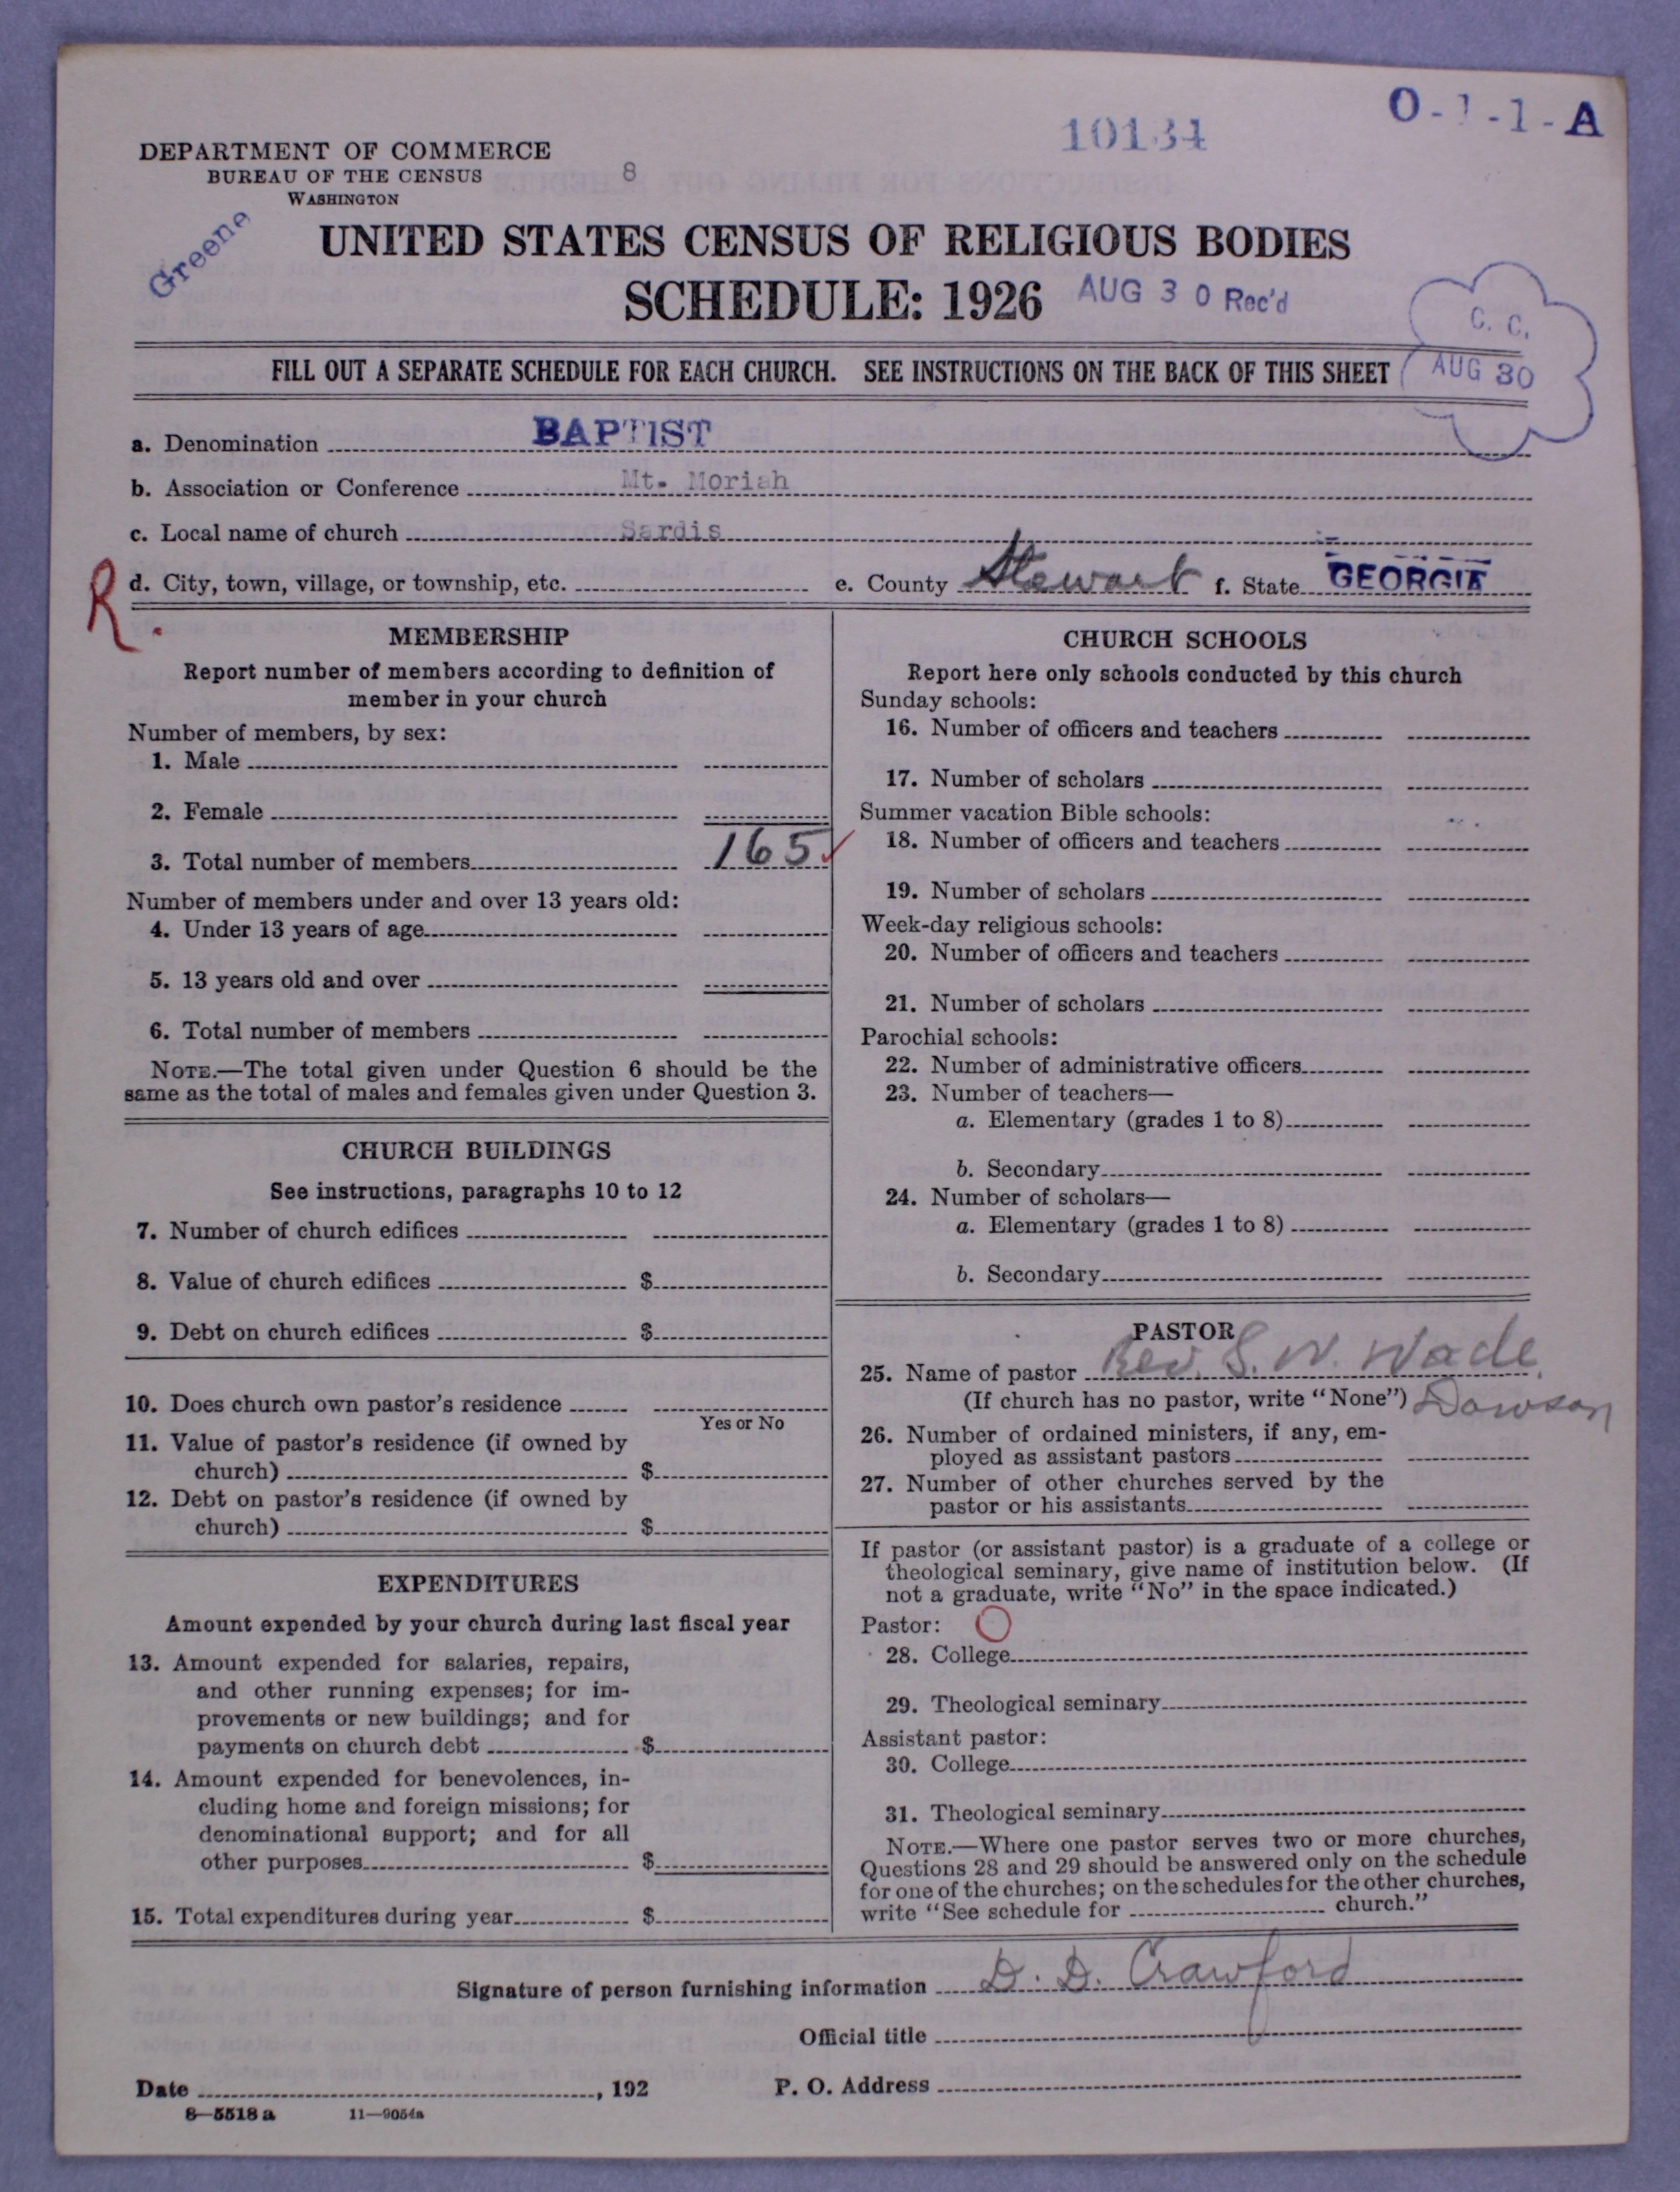 O-1-1-A
10134
DEPARTMENT OF COMMERCE
BUREAU OF THE CENSUS
8
WASHINGTON
Greene
UNITED STATES CENSUS OF RELIGIOUS BODIES
SCHEDULE: 1926
AUG 30 Rec'd
C. C.
AUG 30
FILL OUT A SEPARATE SCHEDULE FOR EACH CHURCH. SEE INSTRUCTIONS ON THE BACK OF THIS SHEET
a. Denomination BAPTIST
b. Association or Conference Mt. Moriah
c. Local name of church Sardis
R. d. City, town, village, or township, etc. e. County Stewart f. State GEORGIA
MEMBERSHIP
Report number of members according to definition of
member in your church
Number of members, by sex:
1. Male
2. Female
3. Total number of members 165
Number of members under and over 13 years old:
4. Under 13 years of age
5. 13 years old and over
6. Total number of members
NOTE.—The total given under Question 6 should be the
same as the total of males and females given under Question 3.
CHURCH BUILDINGS
See instructions, paragraphs 10 to 12
7. Number of church edifices
8. Value of church edifices $
9. Debt on church edifices $
10. Does church own pastor's residence
Yes or No
11. Value of pastor's residence (if owned by
church) $
12. Debt on pastor's residence (if owned by
church) $
EXPENDITURES
Amount expended by your church during last fiscal year
13. Amount expended for salaries, repairs,
and other running expenses; for im-
provements or new buildings; and for
payments on church debt $
14. Amount expended for benevolences, in-
cluding home and foreign missions; for
denominational support; and for all
other purposes $
15. Total expenditures during year $
CHURCH SCHOOLS
Report here only schools conducted by this church
Sunday schools:
16. Number of officers and teachers
17. Number of scholars
Summer vacation Bible schools:
18. Number of officers and teachers
19. Number of scholars
Week-day religious schools:
20. Number of officers and teachers
21. Number of scholars
Parochial schools:
22. Number of administrative officers
23. Number of teachers—
a. Elementary (grades 1 to 8)
b. Secondary
24. Number of scholars—
a. Elementary (grades 1 to 8)
b. Secondary
PASTOR
25. Name of pastor Rev. S. W. Wade
(If church has no pastor, write "None") Dawson
26. Number of ordained ministers, if any, em-
ployed as assistant pastors
27. Number of other churches served by the
pastor or his assistants
If pastor (or assistant pastor) is a graduate of a college or
theological seminary, give name of institution below. (If
not a graduate, write "No" in the space indicated.)
Pastor:
28. College
29. Theological seminary
Assistant pastor:
30. College
31. Theological seminary
NOTE.—Where one pastor serves two or more churches,
Questions 28 and 29 should be answered only on the schedule
for one of the churches; on the schedules for the other churches,
write "See schedule for church."
Signature of person furnishing information D. D. Crawford
Official title
Date , 192 P. O. Address
8—5518 a 11—9054a